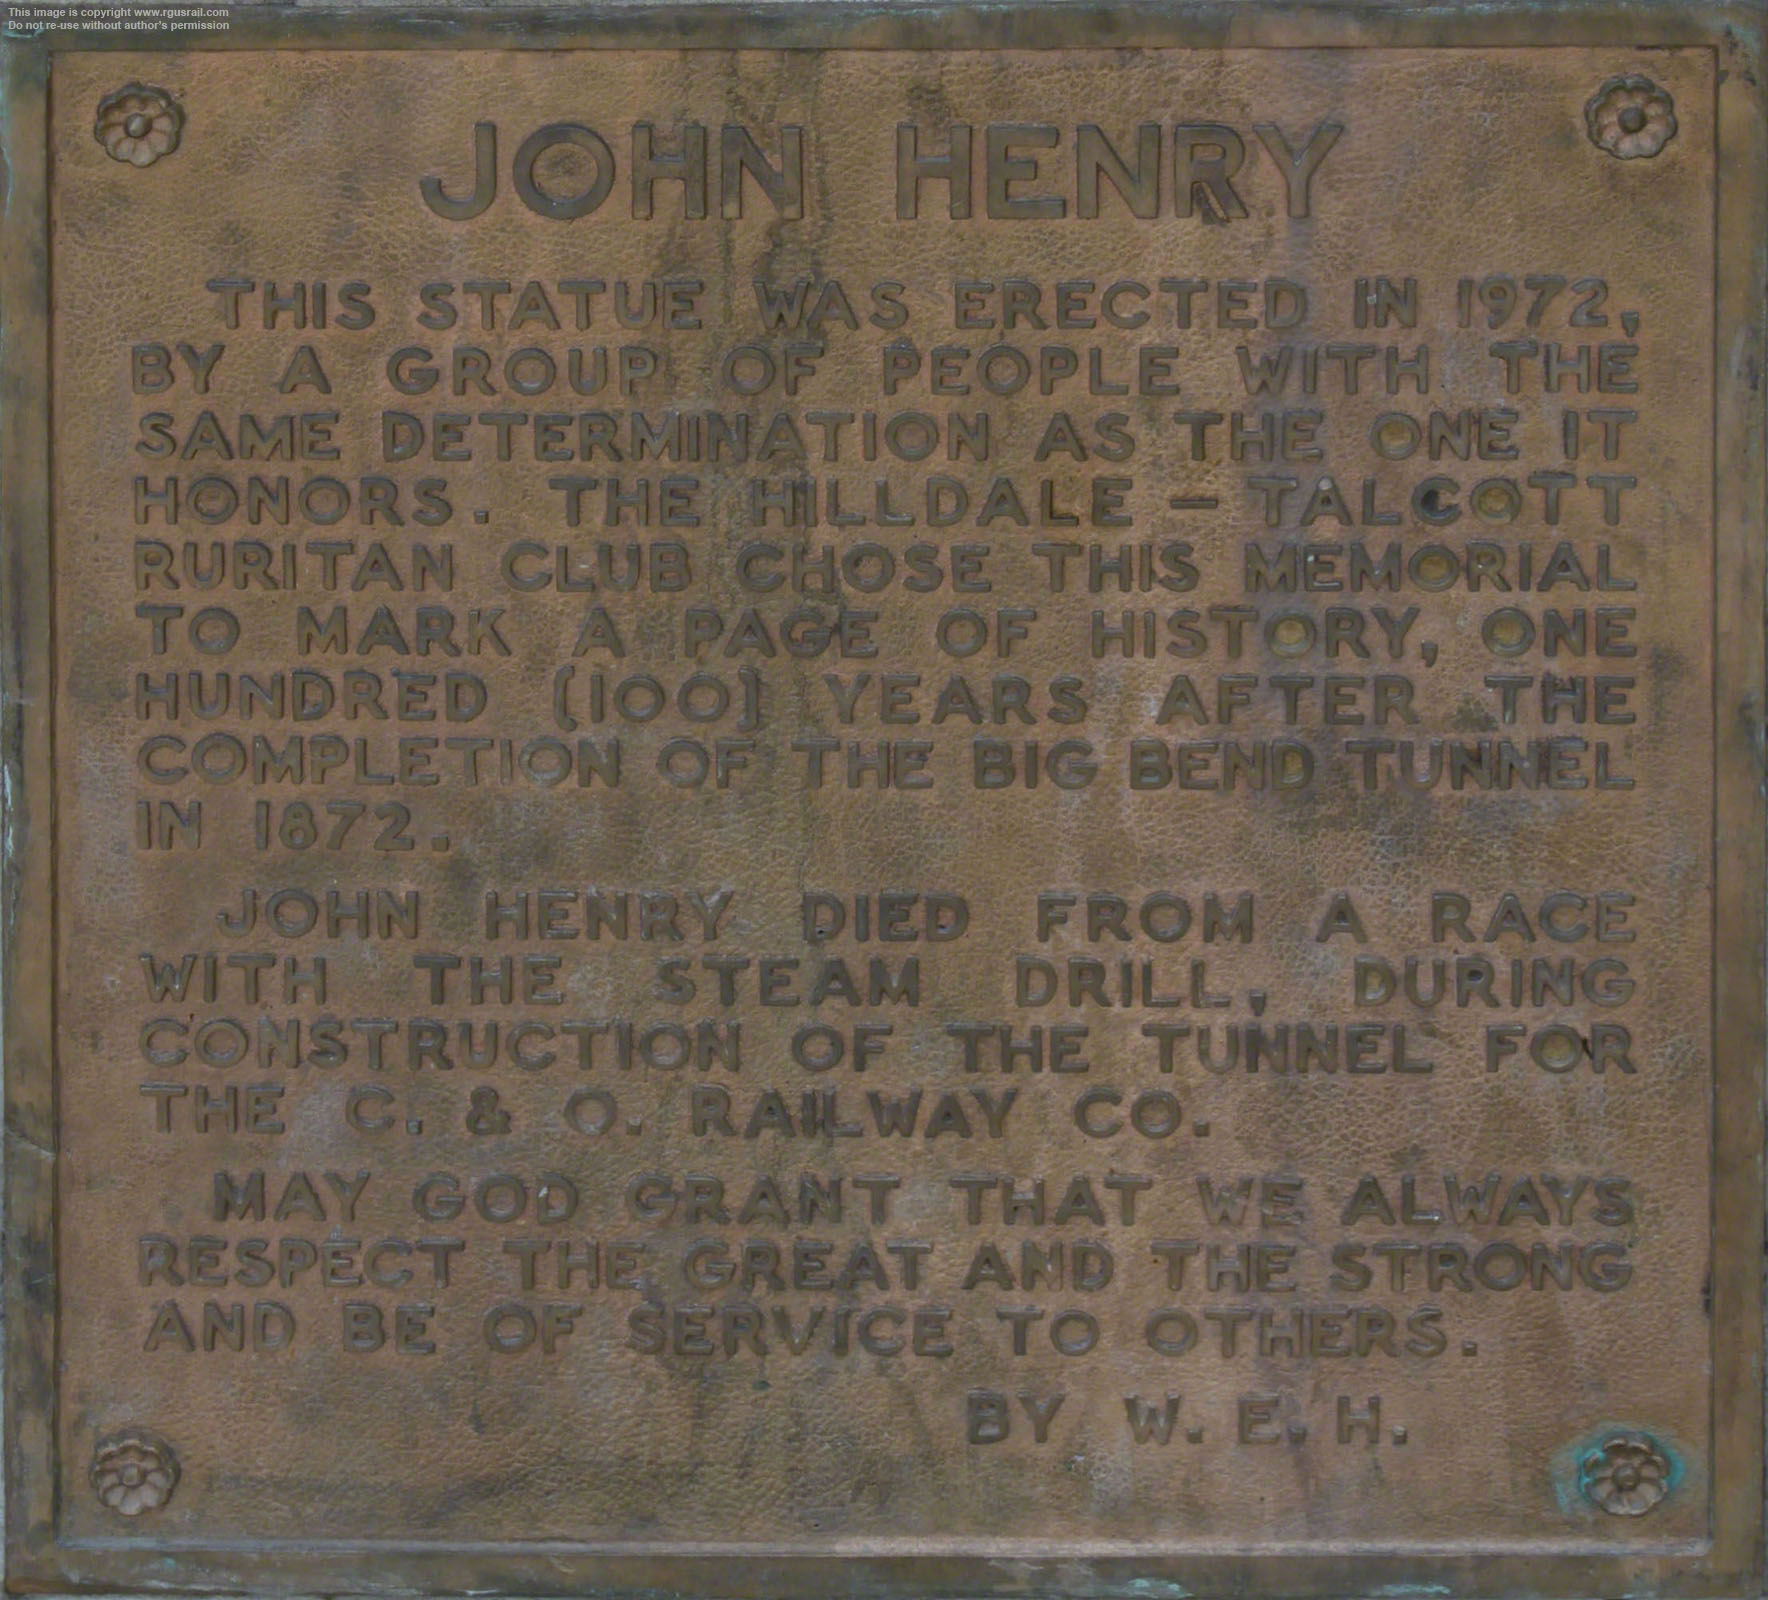 This image is copyright www.rgusrail.com
Do not re-use without author's permission
JOHN HENRY
THIS STATUE WAS ERECTED IN 1972,
BY A GROUP OF PEOPLE WITH THE
SAME DETERMINATION AS THE ONE IT
HONORS. THE HILLDALE – TALCOTT
RURITAN CLUB CHOSE THIS MEMORIAL
TO MARK A PAGE OF HISTORY, ONE
HUNDRED (100) YEARS AFTER THE
COMPLETION OF THE BIG BEND TUNNEL
IN 1872.
JOHN HENRY DIED FROM A RACE
WITH THE STEAM DRILL, DURING
CONSTRUCTION OF THE TUNNEL FOR
THE C. & O. RAILWAY CO.
MAY GOD GRANT THAT WE ALWAYS
RESPECT THE GREAT AND THE STRONG
AND BE OF SERVICE TO OTHERS.
BY W. E. H.